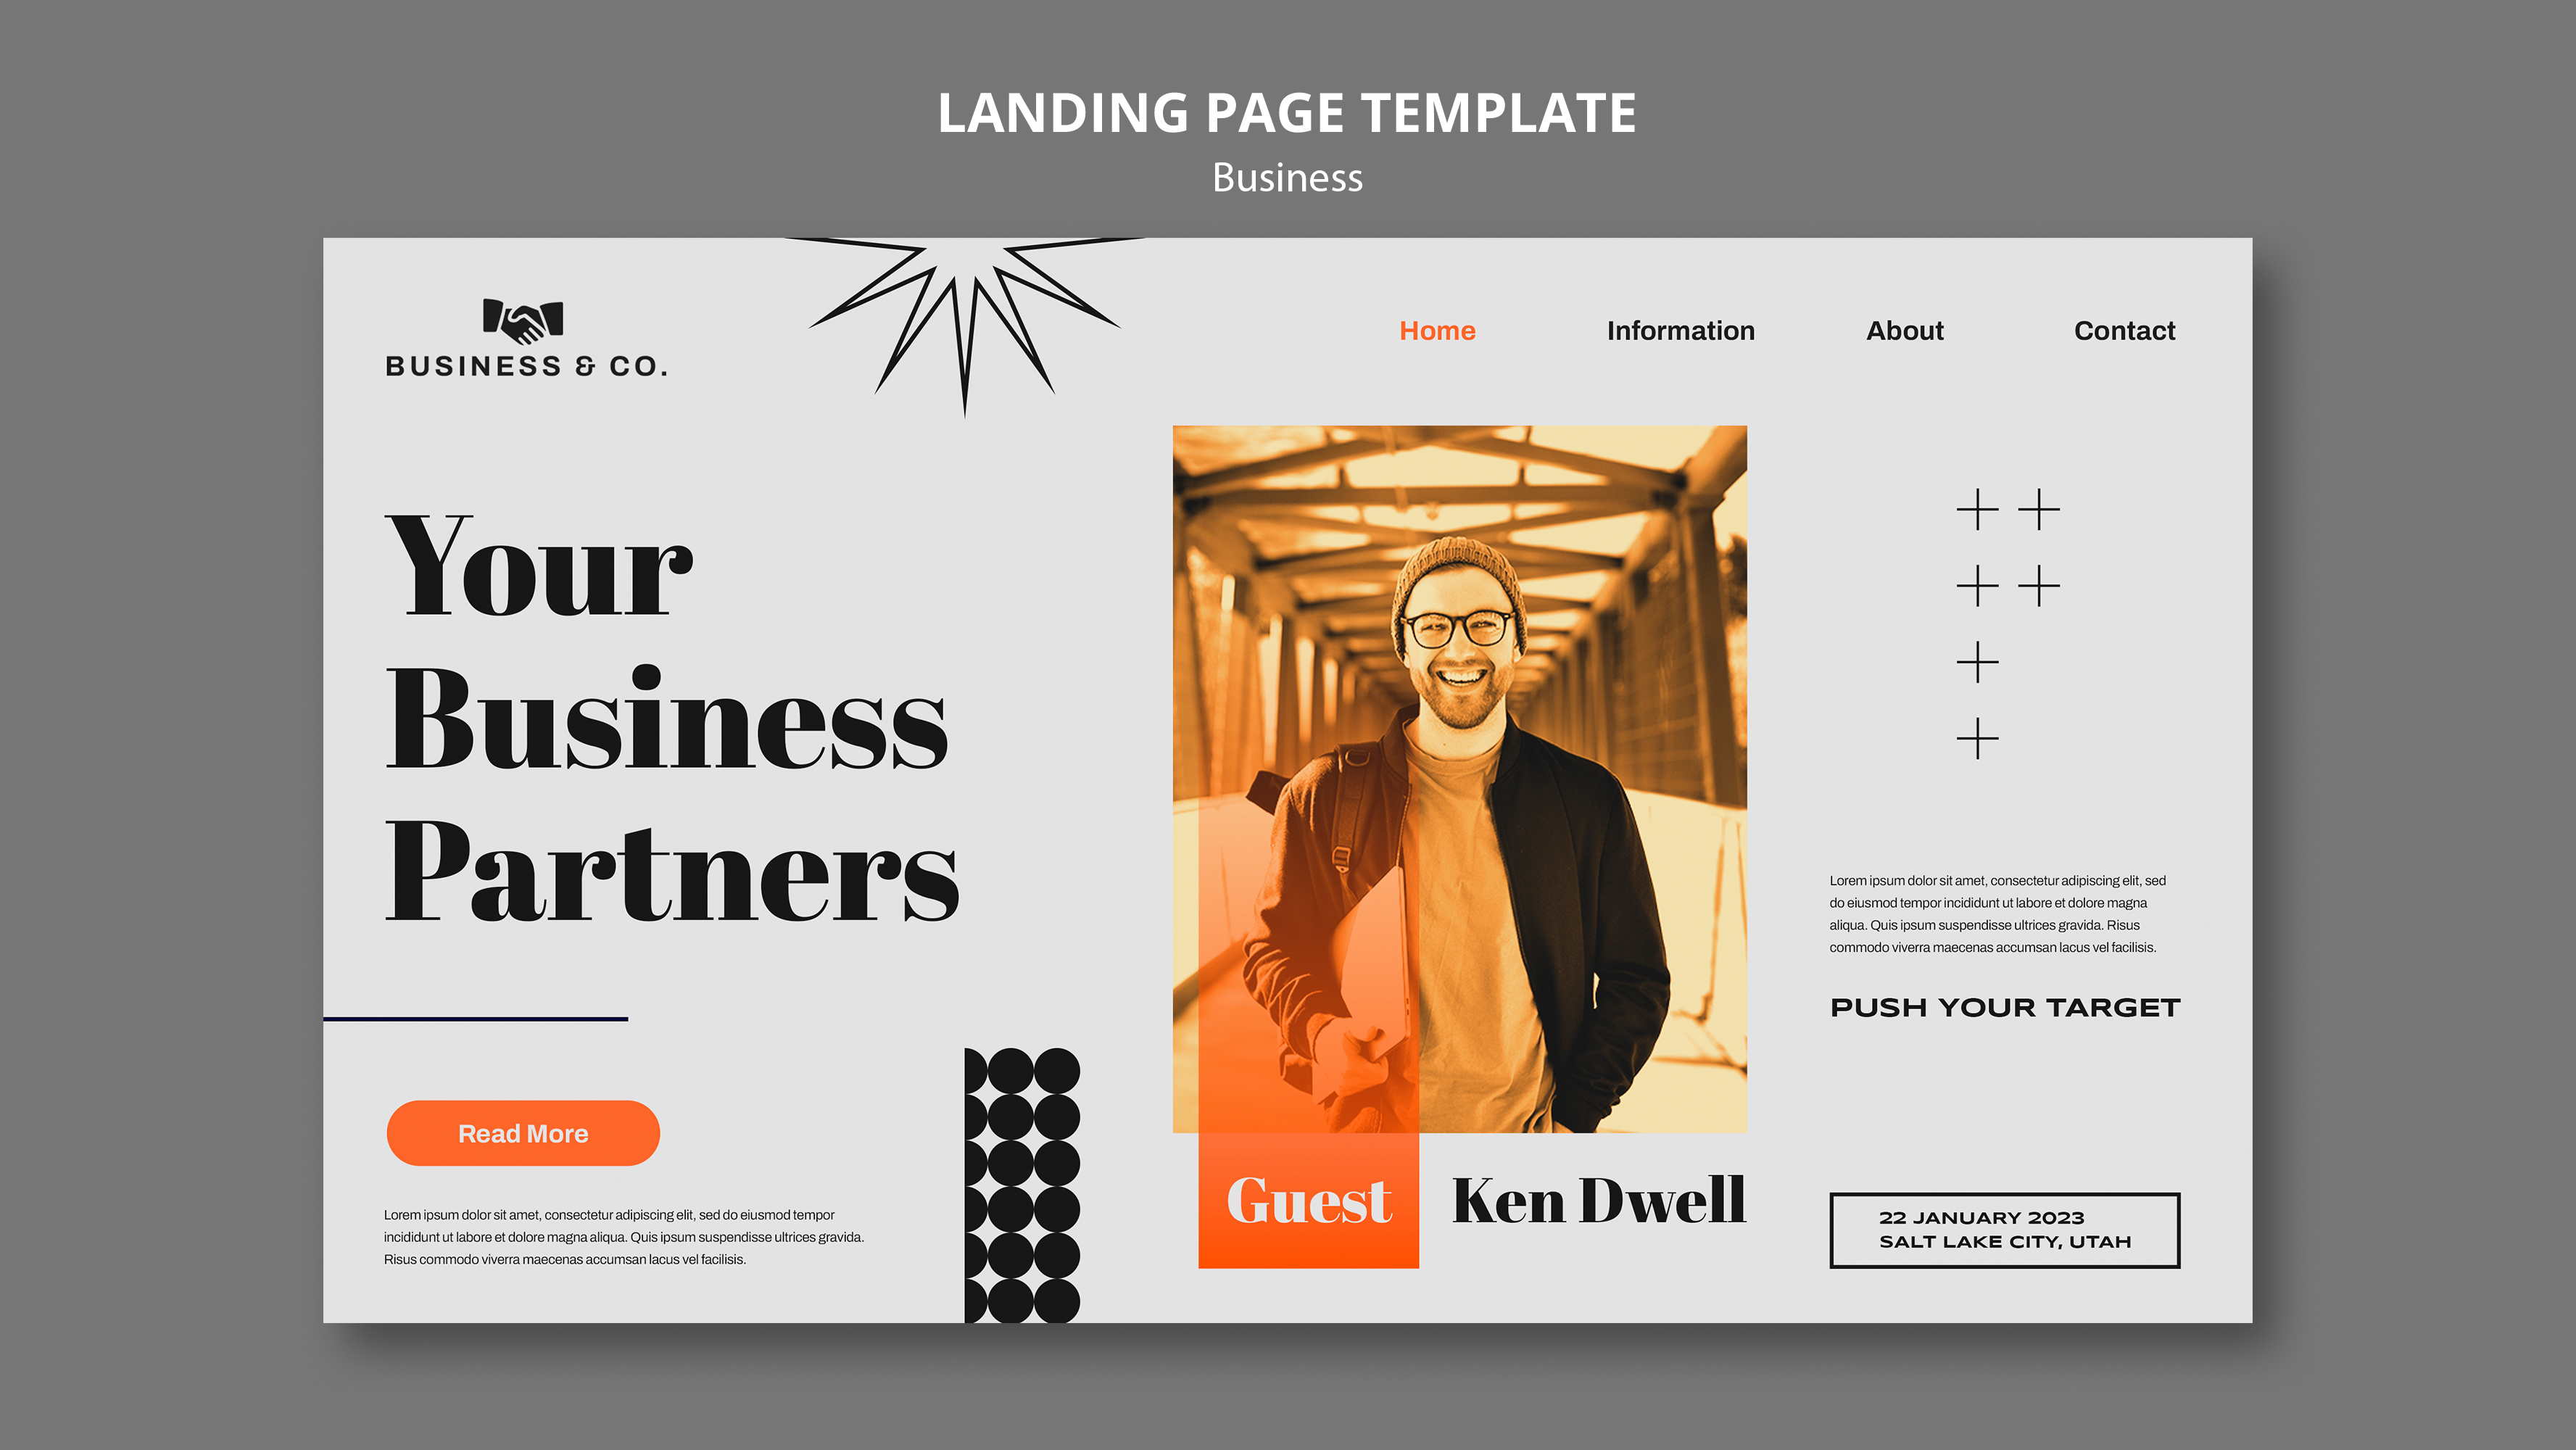 LANDING PAGE TEMPLATE
Business
BUSINESS & CO.
Home Information About Contact
Your
Business
Partners
Read More
Lorem ipsum dolor sit amet, consectetur adipiscing elit, sed do eiusmod tempor
incididunt ut labore et dolore magna aliqua. Quis ipsum suspendisse ultrices gravida.
Risus commodo viverra maecenas accumsan lacus vel facilisis.
Guest Ken Dwell
Lorem ipsum dolor sit amet, consectetur adipiscing elit, sed
do eiusmod tempor incididunt ut labore et dolore magna
aliqua. Quis ipsum suspendisse ultrices gravida. Risus
commodo viverra maecenas accumsan lacus vel facilisis.
PUSH YOUR TARGET
22 JANUARY 2023
SALT LAKE CITY, UTAH